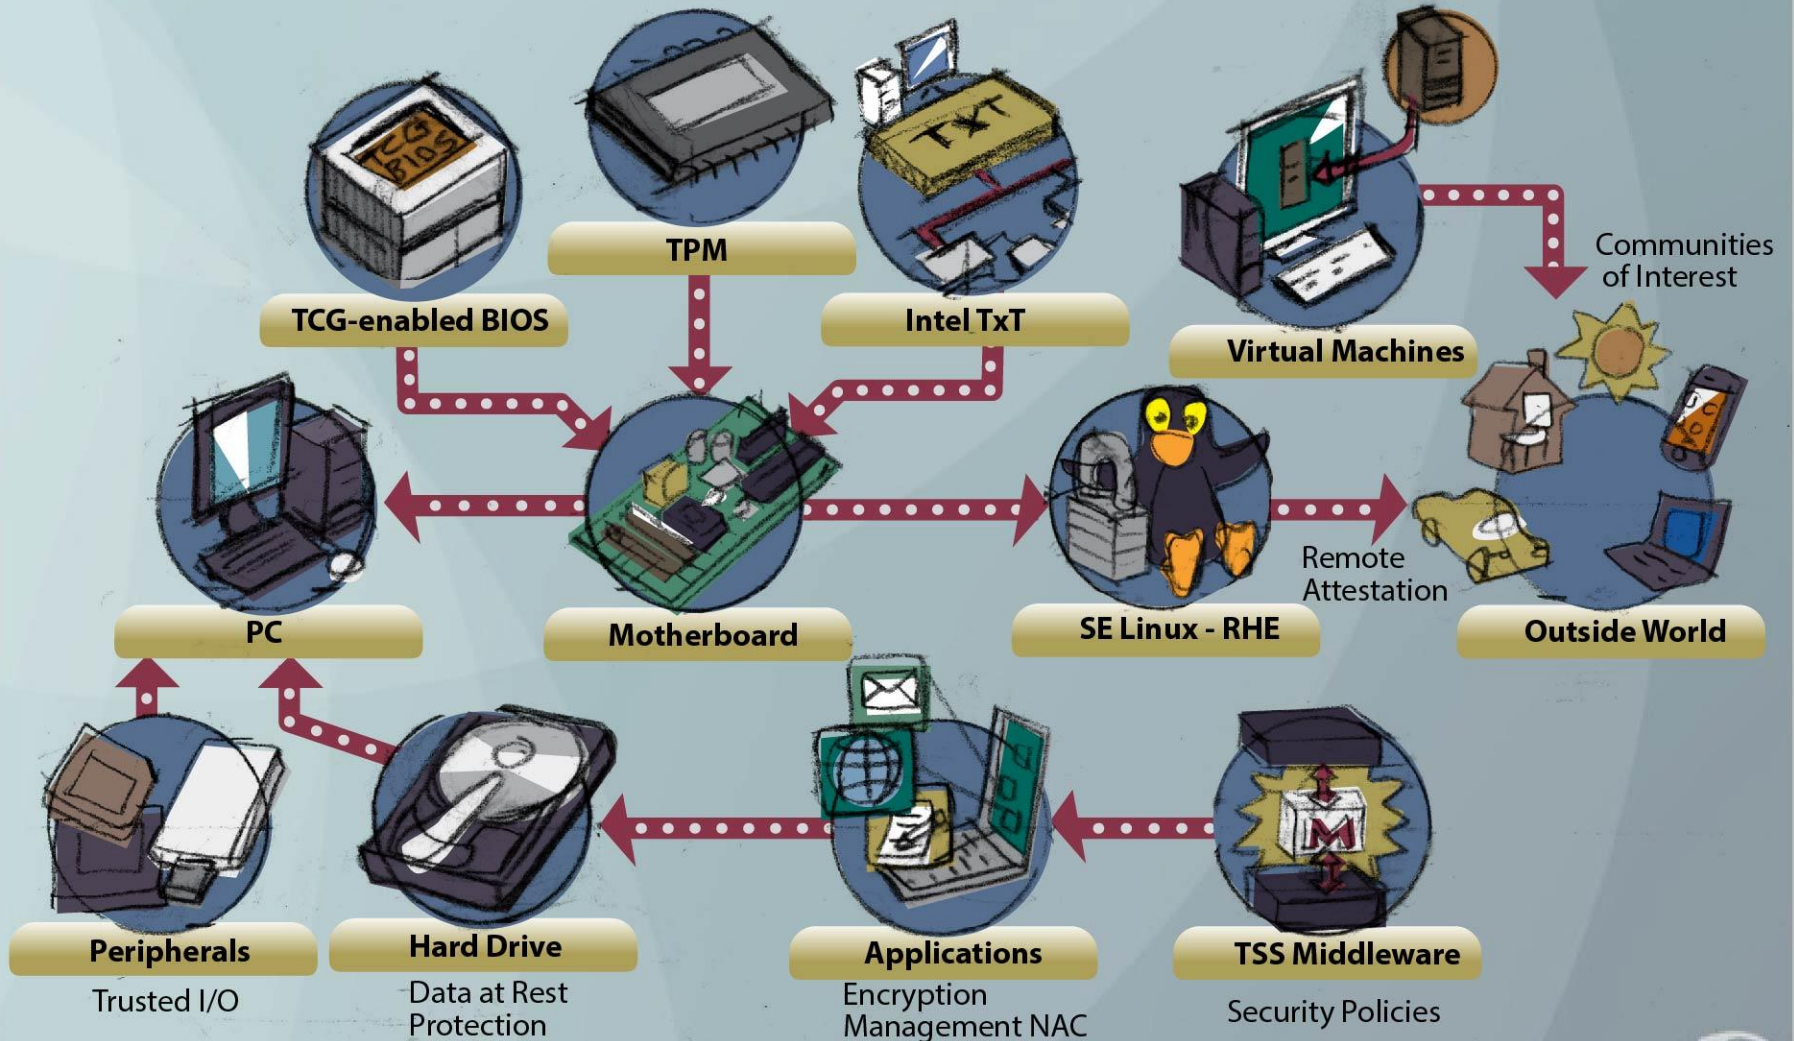 TCG
BIOS
TXT
TPM
TCG-enabled BIOS
Intel TxT
Virtual Machines
Communities
of Interest
PC
Motherboard
SE Linux - RHE
Remote
Attestation
Outside World
M
Peripherals
Trusted I/O
Hard Drive
Data at Rest
Protection
Applications
Encryption
Management NAC
TSS Middleware
Security Policies